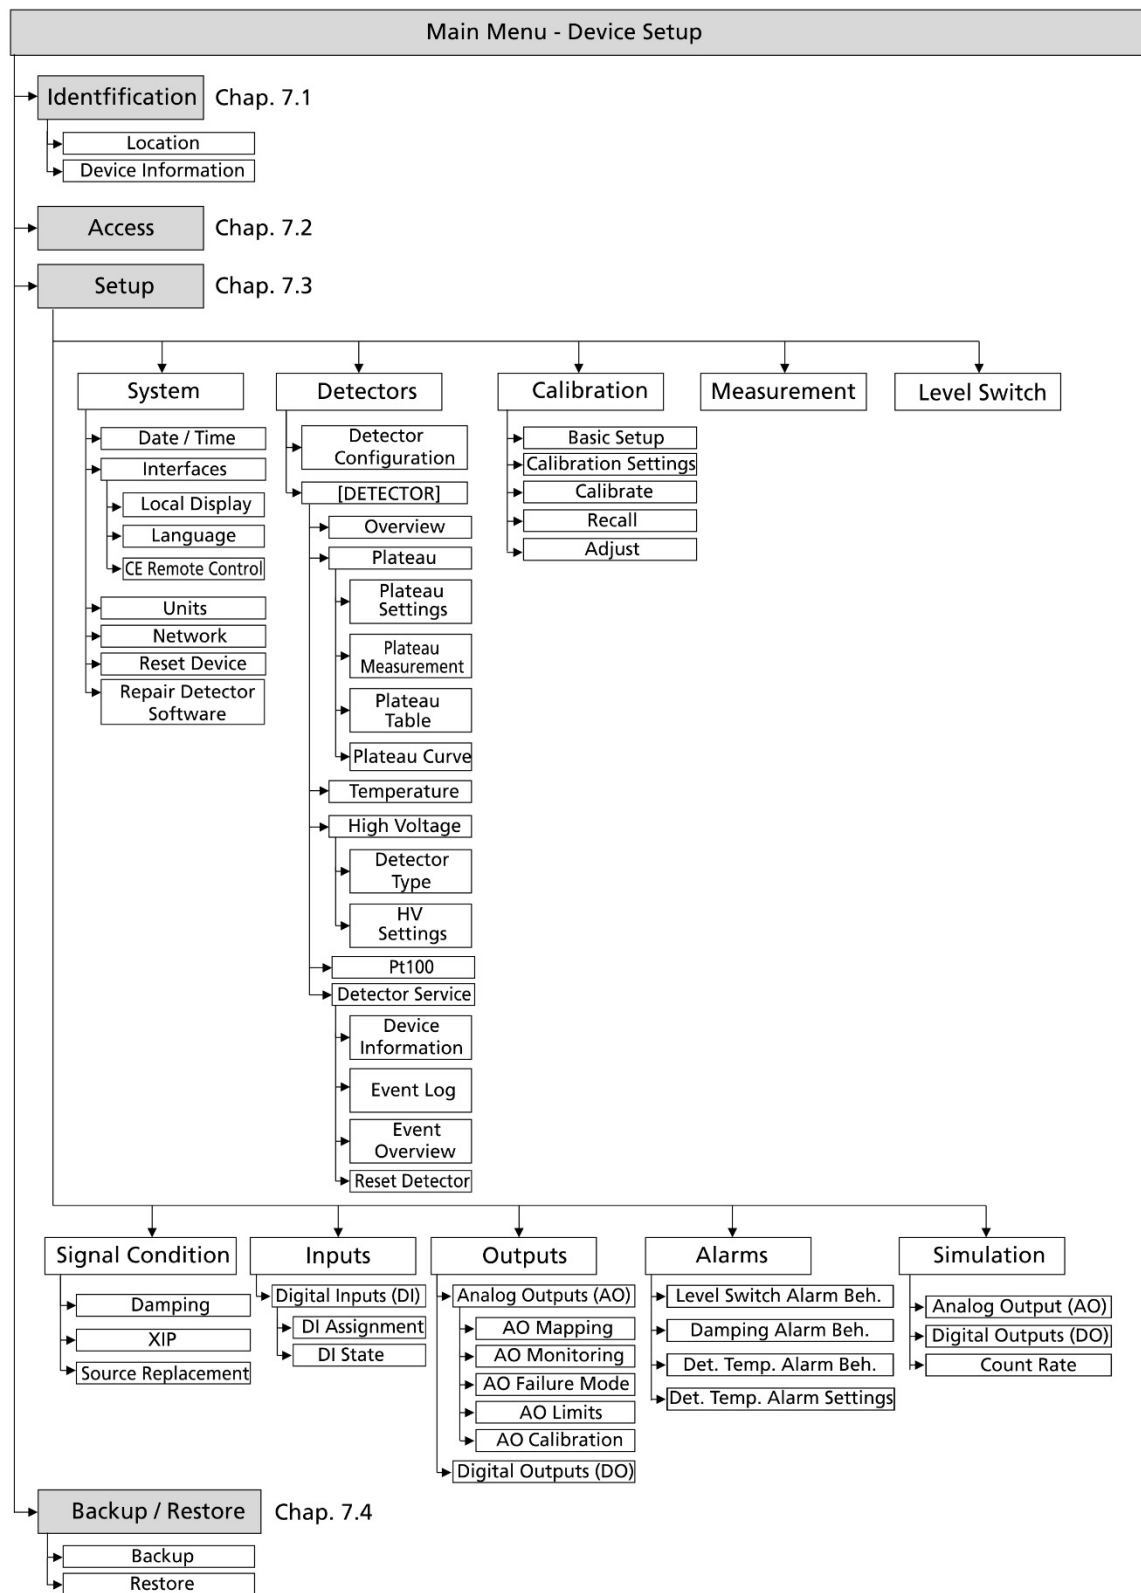 Main Menu - Device Setup
Identfification
Chap. 7.1
Location
Device Information
Access
Chap. 7.2
Setup
Chap. 7.3
System
Date / Time
Interfaces
Local Display
Language
CE Remote Control
Units
Network
Reset Device
Repair Detector
Software
Detectors
Detector
Configuration
[DETECTOR]
Overview
Plateau
Plateau
Settings
Plateau
Measurement
Plateau
Table
Plateau Curve
Temperature
High Voltage
Detector
Type
HV
Settings
Pt100
Detector Service
Device
Information
Event Log
Event
Overview
Reset Detector
Calibration
Basic Setup
Calibration Settings
Calibrate
Recall
Adjust
Measurement
Level Switch
Signal Condition
Damping
XIP
Source Replacement
Inputs
Digital Inputs (DI)
DI Assignment
DI State
Outputs
Analog Outputs (AO)
AO Mapping
AO Monitoring
AO Failure Mode
AO Limits
AO Calibration
Digital Outputs (DO)
Alarms
Level Switch Alarm Beh.
Damping Alarm Beh.
Det. Temp. Alarm Beh.
Det. Temp. Alarm Settings
Simulation
Analog Output (AO)
Digital Outputs (DO)
Count Rate
Backup / Restore
Chap. 7.4
Backup
Restore